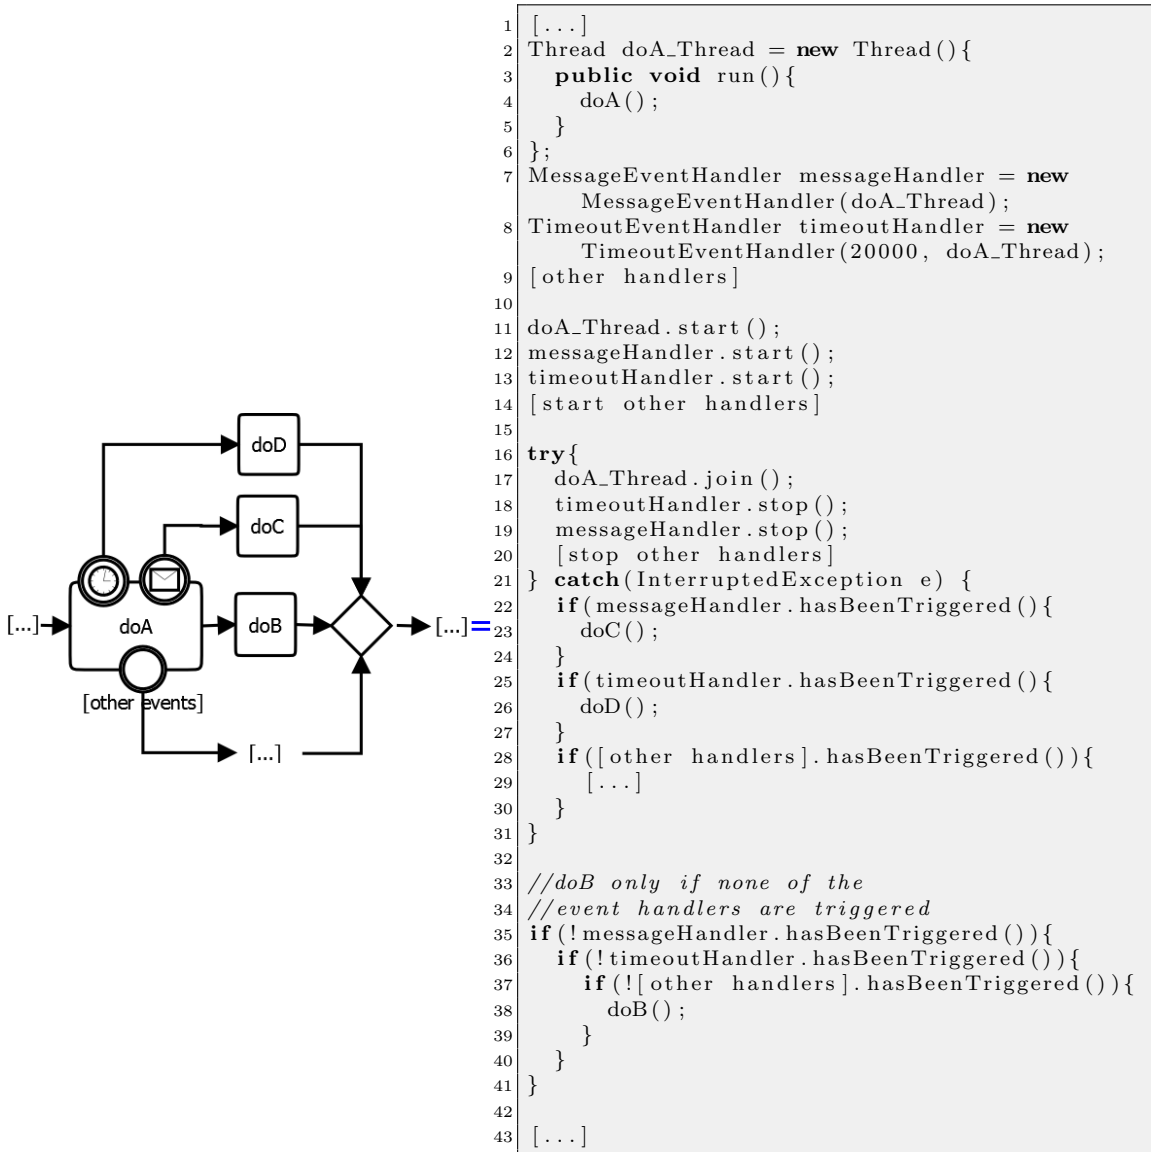 doD
doC
[...]
doA
doB
[...]
=
[other events]
[...]
1 [...]
2 Thread doA_Thread = new Thread(){
3 public void run(){
4 doA();
5 }
6 };
7 MessageEventHandler messageHandler = new
MessageEventHandler(doA_Thread);
8 TimeoutEventHandler timeoutHandler = new
TimeoutEventHandler(20000, doA_Thread);
9 [other handlers]
10
11 doA_Thread.start();
12 messageHandler.start();
13 timeoutHandler.start();
14 [start other handlers]
15
16 try{
17 doA_Thread.join();
18 timeoutHandler.stop();
19 messageHandler.stop();
20 [stop other handlers]
21 } catch(InterruptedException e) {
22 if(messageHandler.hasBeenTriggered(){
23 doC();
24 }
25 if(timeoutHandler.hasBeenTriggered(){
26 doD();
27 }
28 if([other handlers].hasBeenTriggered()){
29 [...]
30 }
31 }
32
33 //doB only if none of the
34 //event handlers are triggered
35 if(!messageHandler.hasBeenTriggered()){
36 if(!timeoutHandler.hasBeenTriggered()){
37 if(![other handlers].hasBeenTriggered()){
38 doB();
39 }
40 }
41 }
42
43 [...]